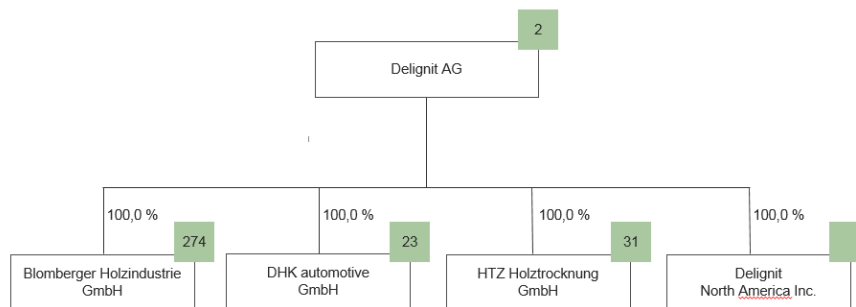 2
Delignit AG
100,0 %
100,0 %
100,0 %
100,0 %
274
23
31
Blomberger Holzindustrie
GmbH
DHK automotive
GmbH
HTZ Holztrocknung
GmbH
Delignit
North America Inc.